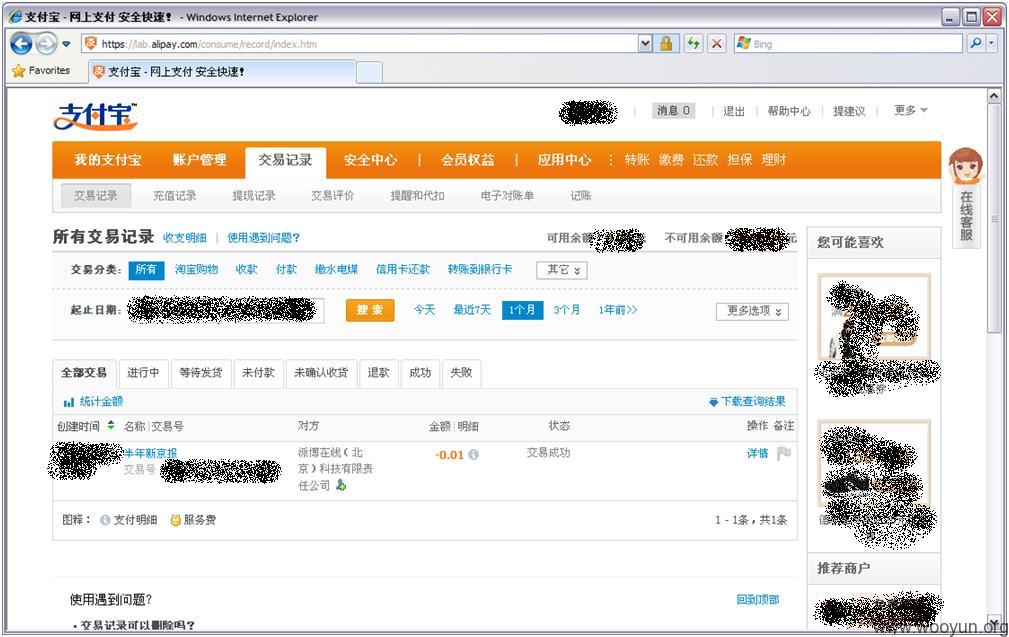 支付宝 - 网上支付 安全快速！ - Windows Internet Explorer
https://lab.alipay.com/consume/record/index.htm
Bing
Favorites
支付宝 - 网上支付 安全快速！
支付宝™
消息 0 | 退出 | 帮助中心 | 提建议 | 更多
我的支付宝 账户管理 交易记录 安全中心 | 会员权益 | 应用中心 ⋮ 转账 缴费 还款 担保 理财
交易记录 充值记录 提现记录 交易评价 提醒和代扣 电子对账单 记账
在线客服
所有交易记录 收支明细 | 使用遇到问题? 可用余额 元 不可用余额 元
您可能喜欢
交易分类： 所有 淘宝购物 收款 付款 缴水电煤 信用卡还款 转账到银行卡 其它
起止日期： 搜索 今天 最近7天 1个月 3个月 1年前>> 更多选项
全部交易 进行中 等待发货 未付款 未确认收货 退款 成功 失败
统计金额 下载查询结果
创建时间 名称|交易号 对方 金额|明细 状态 操作 备注
半年新京报 派博在线（北 -0.01 交易成功 详情
交易号 京）科技有限责
任公司
图释： 支付明细 服务费 1 - 1条，共1条
推荐商户
使用遇到问题? 回到顶部
· 交易记录可以删除吗?
www.wooyun.org